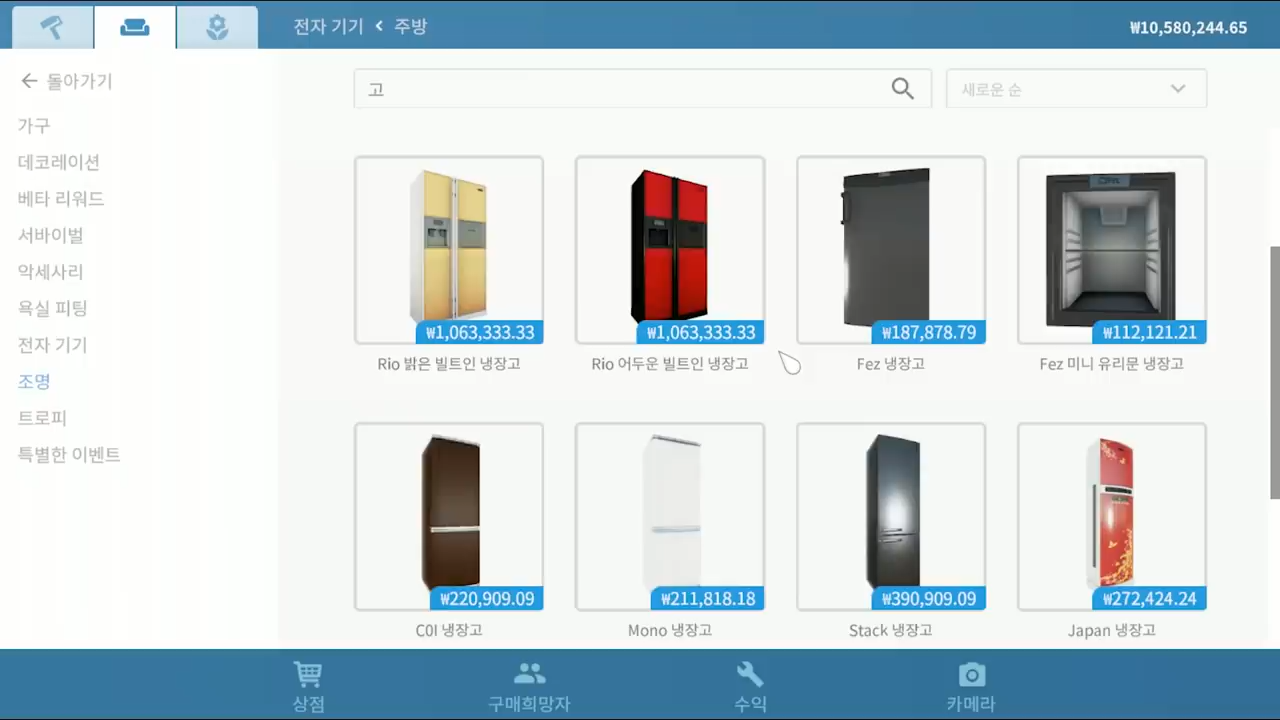 전자 기기 < 주방
₩10,580,244.65
← 돌아가기
고
새로운 순
가구
데코레이션
베타 리워드
서바이벌
악세사리
욕실 피팅
전자 기기
조명
트로피
특별한 이벤트
₩1,063,333.33
₩1,063,333.33
₩187,878.79
₩112,121.21
Rio 밝은 빌트인 냉장고
Rio 어두운 빌트인 냉장고
Fez 냉장고
Fez 미니 유리문 냉장고
₩220,909.09
₩211,818.18
₩390,909.09
₩272,424.24
C0I 냉장고
Mono 냉장고
Stack 냉장고
Japan 냉장고
상점
구매희망자
수익
카메라